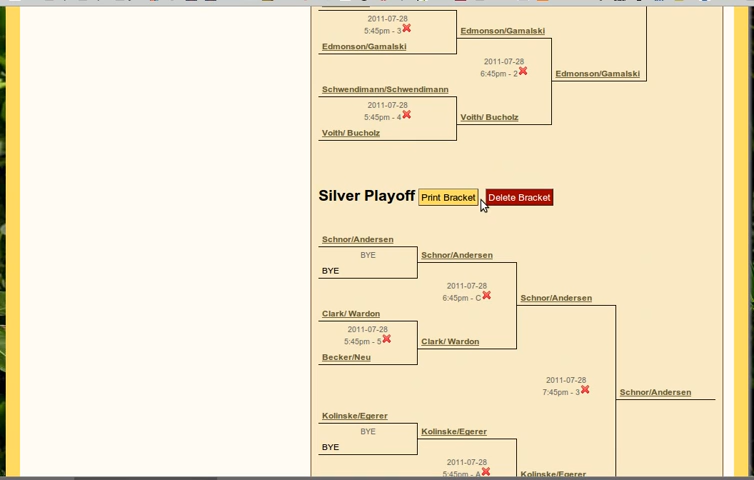 2011-07-28
5:45pm - 3
Edmonson/Gamalski
Edmonson/Gamalski
2011-07-28
6:45pm - 2
Edmonson/Gamalski
Schwendimann/Schwendimann
2011-07-28
5:45pm - 4
Voith/ Bucholz
Voith/ Bucholz
Silver Playoff
Print Bracket
Delete Bracket
Schnor/Andersen
BYE
BYE
Schnor/Andersen
2011-07-28
6:45pm - C
Schnor/Andersen
Clark/ Wardon
2011-07-28
5:45pm - 5
Clark/ Wardon
Becker/Neu
2011-07-28
7:45pm - 3
Schnor/Andersen
Kolinske/Egerer
BYE
BYE
Kolinske/Egerer
2011-07-28
5:45pm - A
Kolinske/Egerer